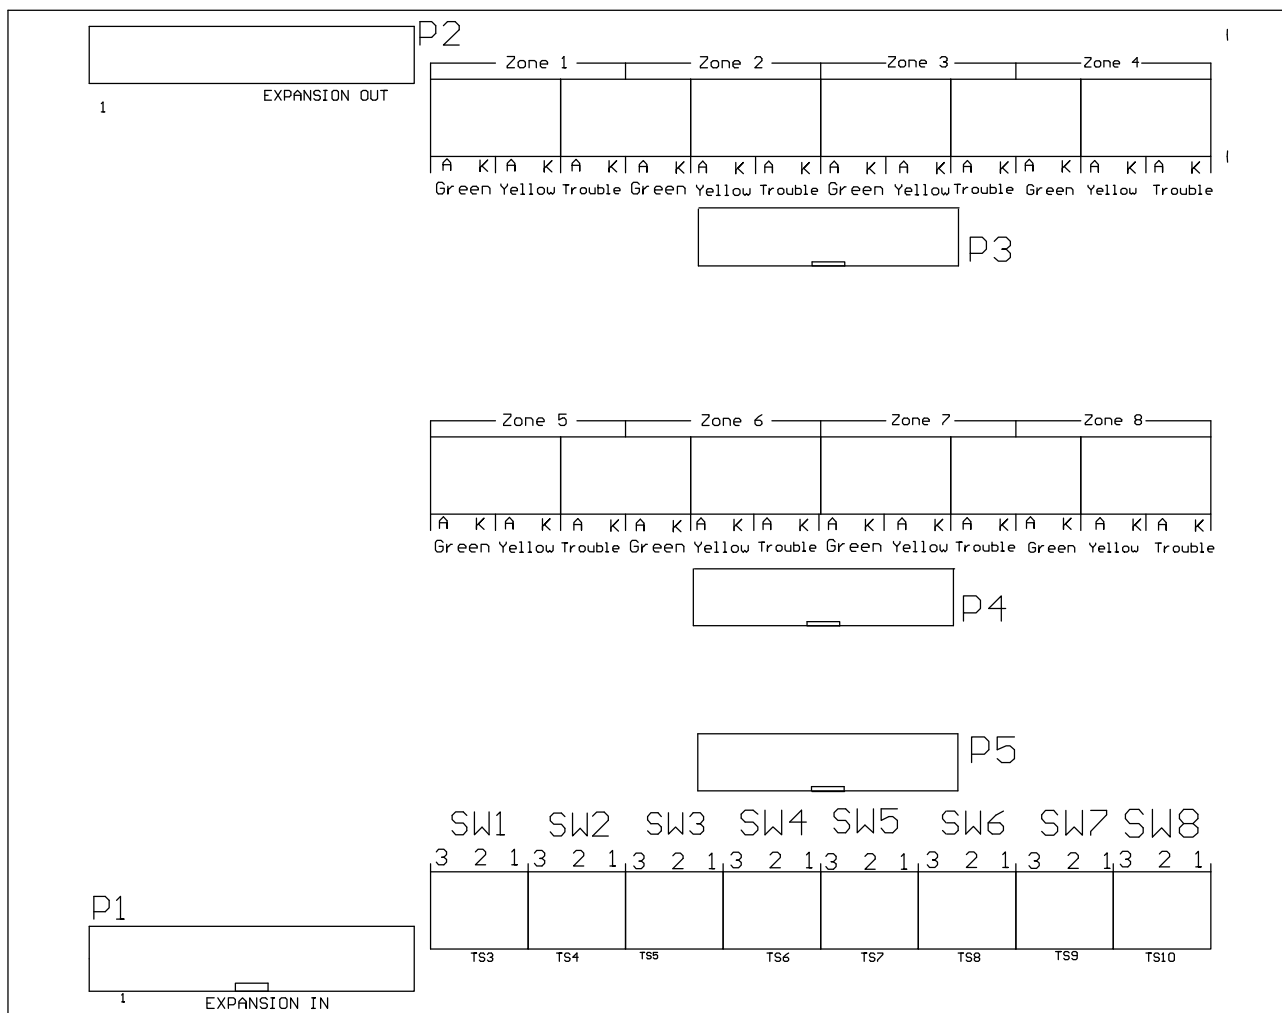 P2
EXPANSION OUT
1
Zone 1 Zone 2 Zone 3 Zone 4
A K A K A K A K A K A K A K A K A K A K A K A K
Green Yellow Trouble Green Yellow Trouble Green Yellow Trouble Green Yellow Trouble
P3
Zone 5 Zone 6 Zone 7 Zone 8
A K A K A K A K A K A K A K A K A K A K A K A K
Green Yellow Trouble Green Yellow Trouble Green Yellow Trouble Green Yellow Trouble
P4
P5
SW1 SW2 SW3 SW4 SW5 SW6 SW7 SW8
3 2 1 3 2 1 3 2 1 3 2 1 3 2 1 3 2 1 3 2 1 3 2 1
TS3 TS4 TS5 TS6 TS7 TS8 TS9 TS10
P1
1
EXPANSION IN